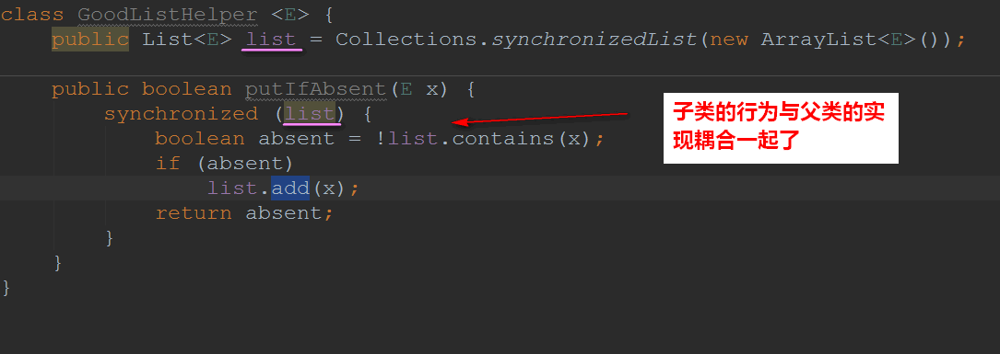 class GoodListHelper <E> {
public List<E> list = Collections.synchronizedList(new ArrayList<E>());
public boolean putIfAbsent(E x) {
synchronized (list) {
boolean absent = !list.contains(x);
if (absent)
list.add(x);
return absent;
}
}
}
子类的行为与父类的实
现耦合一起了